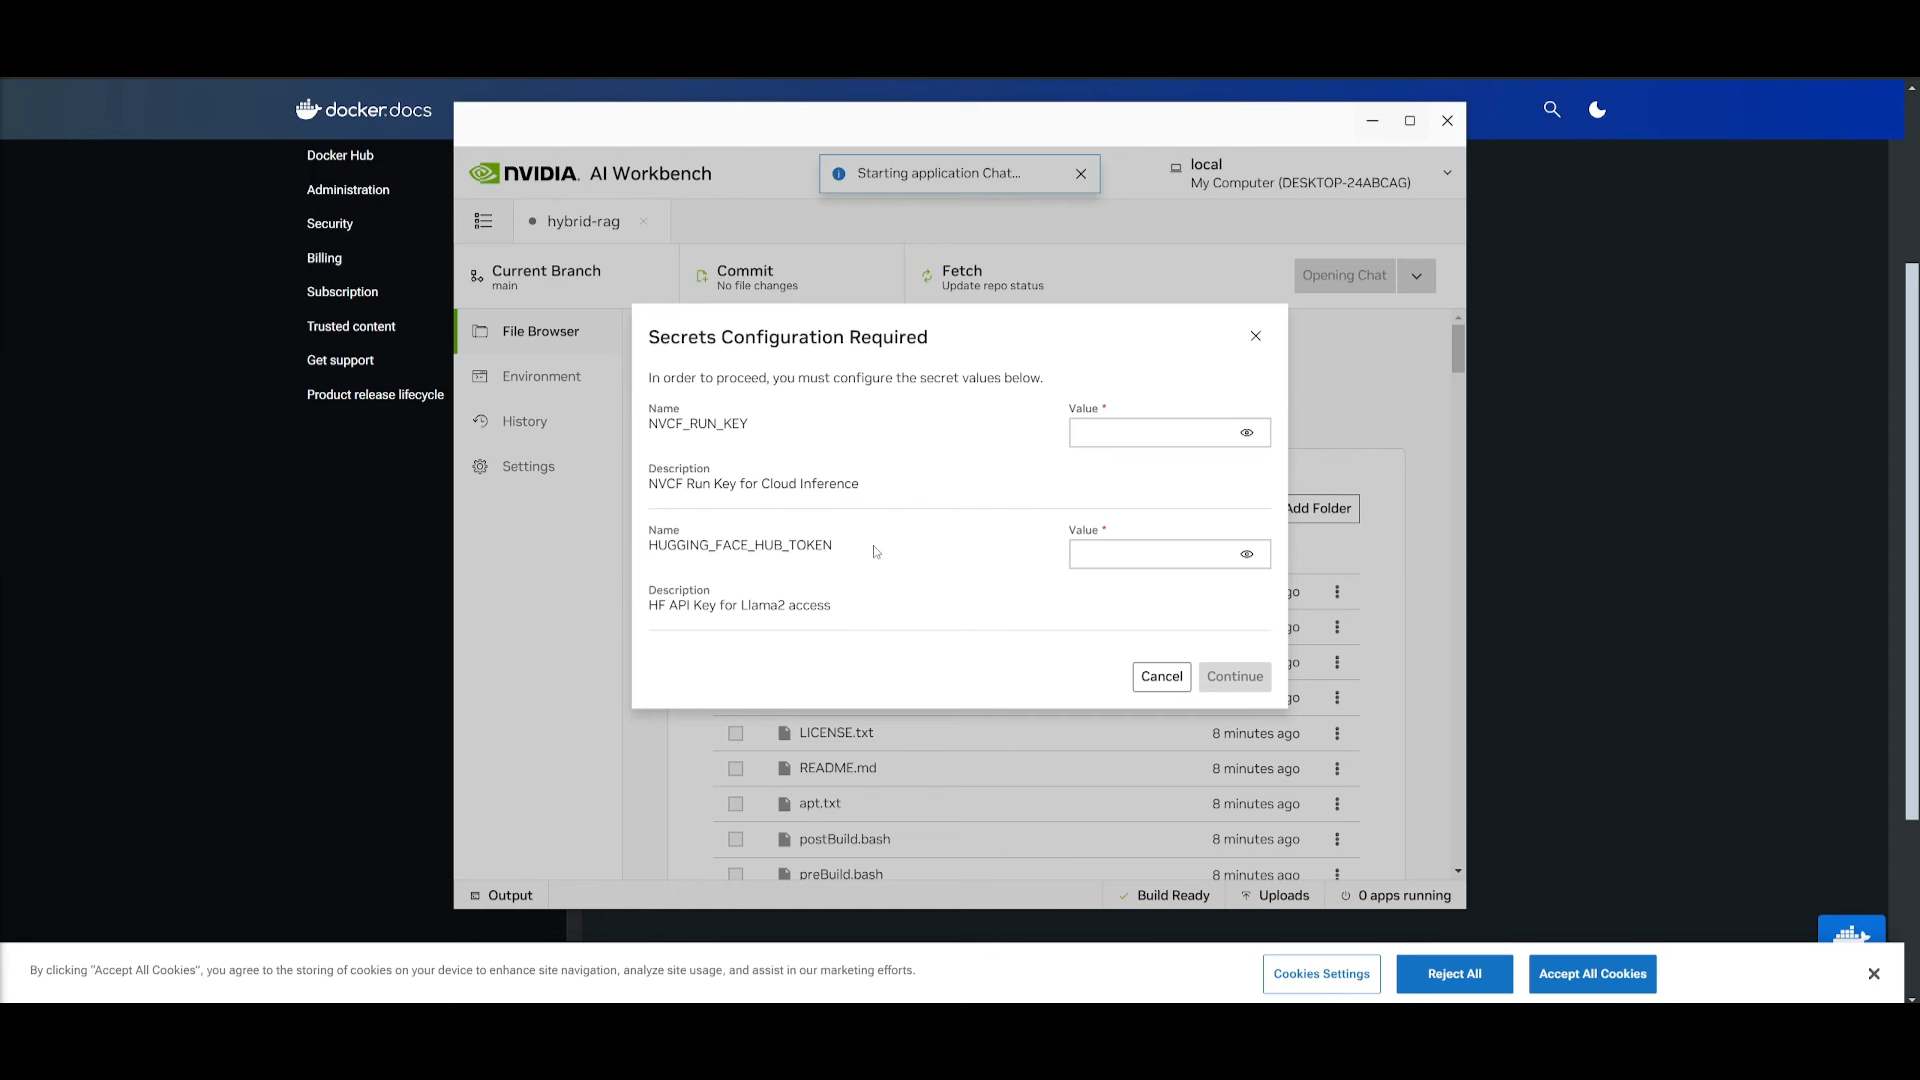 docker.docs
Docker Hub
Administration
Security
Billing
Subscription
Trusted content
Get support
Product release lifecycle
NVIDIA. AI Workbench
Starting application Chat...
local
My Computer (DESKTOP-24ABCAG)
hybrid-rag
Current Branch
main
Commit
No file changes
Fetch
Update repo status
Opening Chat
File Browser
Environment
History
Settings
Secrets Configuration Required
In order to proceed, you must configure the secret values below.
Name
NVCF_RUN_KEY
Value *
Description
NVCF Run Key for Cloud Inference
Name
HUGGING_FACE_HUB_TOKEN
Value *
Description
HF API Key for Llama2 access
Cancel
Continue
Add Folder
go
go
go
go
LICENSE.txt 8 minutes ago
README.md 8 minutes ago
apt.txt 8 minutes ago
postBuild.bash 8 minutes ago
preBuild.bash 8 minutes ago
Output
Build Ready
Uploads
0 apps running
By clicking "Accept All Cookies", you agree to the storing of cookies on your device to enhance site navigation, analyze site usage, and assist in our marketing efforts.
Cookies Settings
Reject All
Accept All Cookies